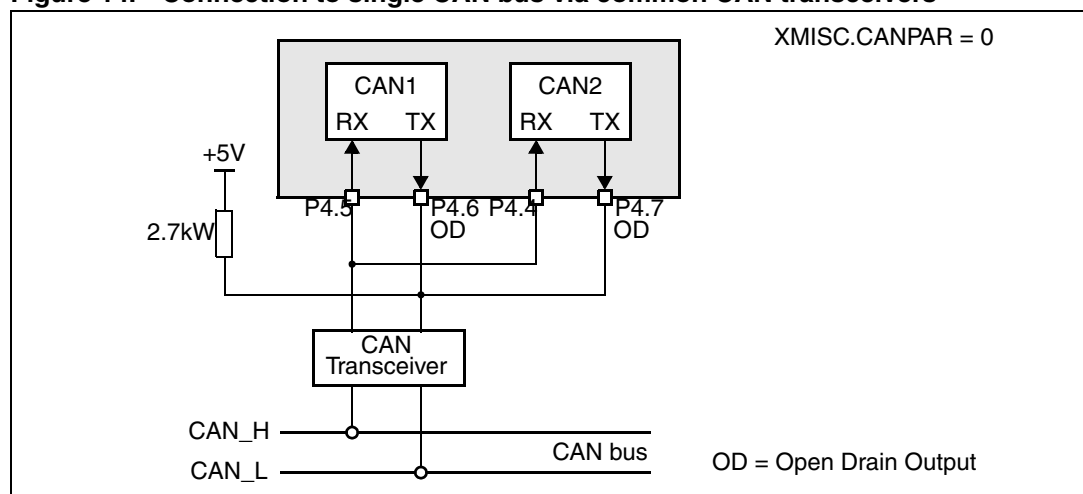 Figure 14. Connection to single CAN bus via common CAN transceivers
XMISC.CANPAR = 0
CAN1
CAN2
RX TX
RX TX
+5V
P4.5
P4.6
P4.4
P4.7
OD
OD
2.7kW
CAN
Transceiver
CAN_H
CAN bus
CAN_L
OD = Open Drain Output